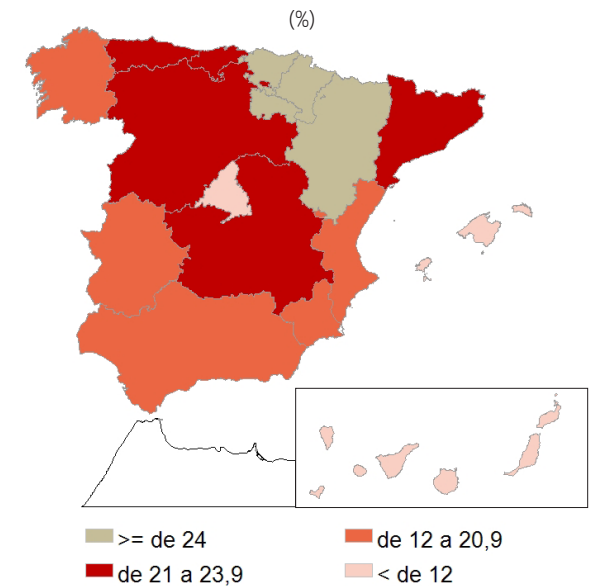 (%)
>= de 24
de 12 a 20,9
de 21 a 23,9
< de 12